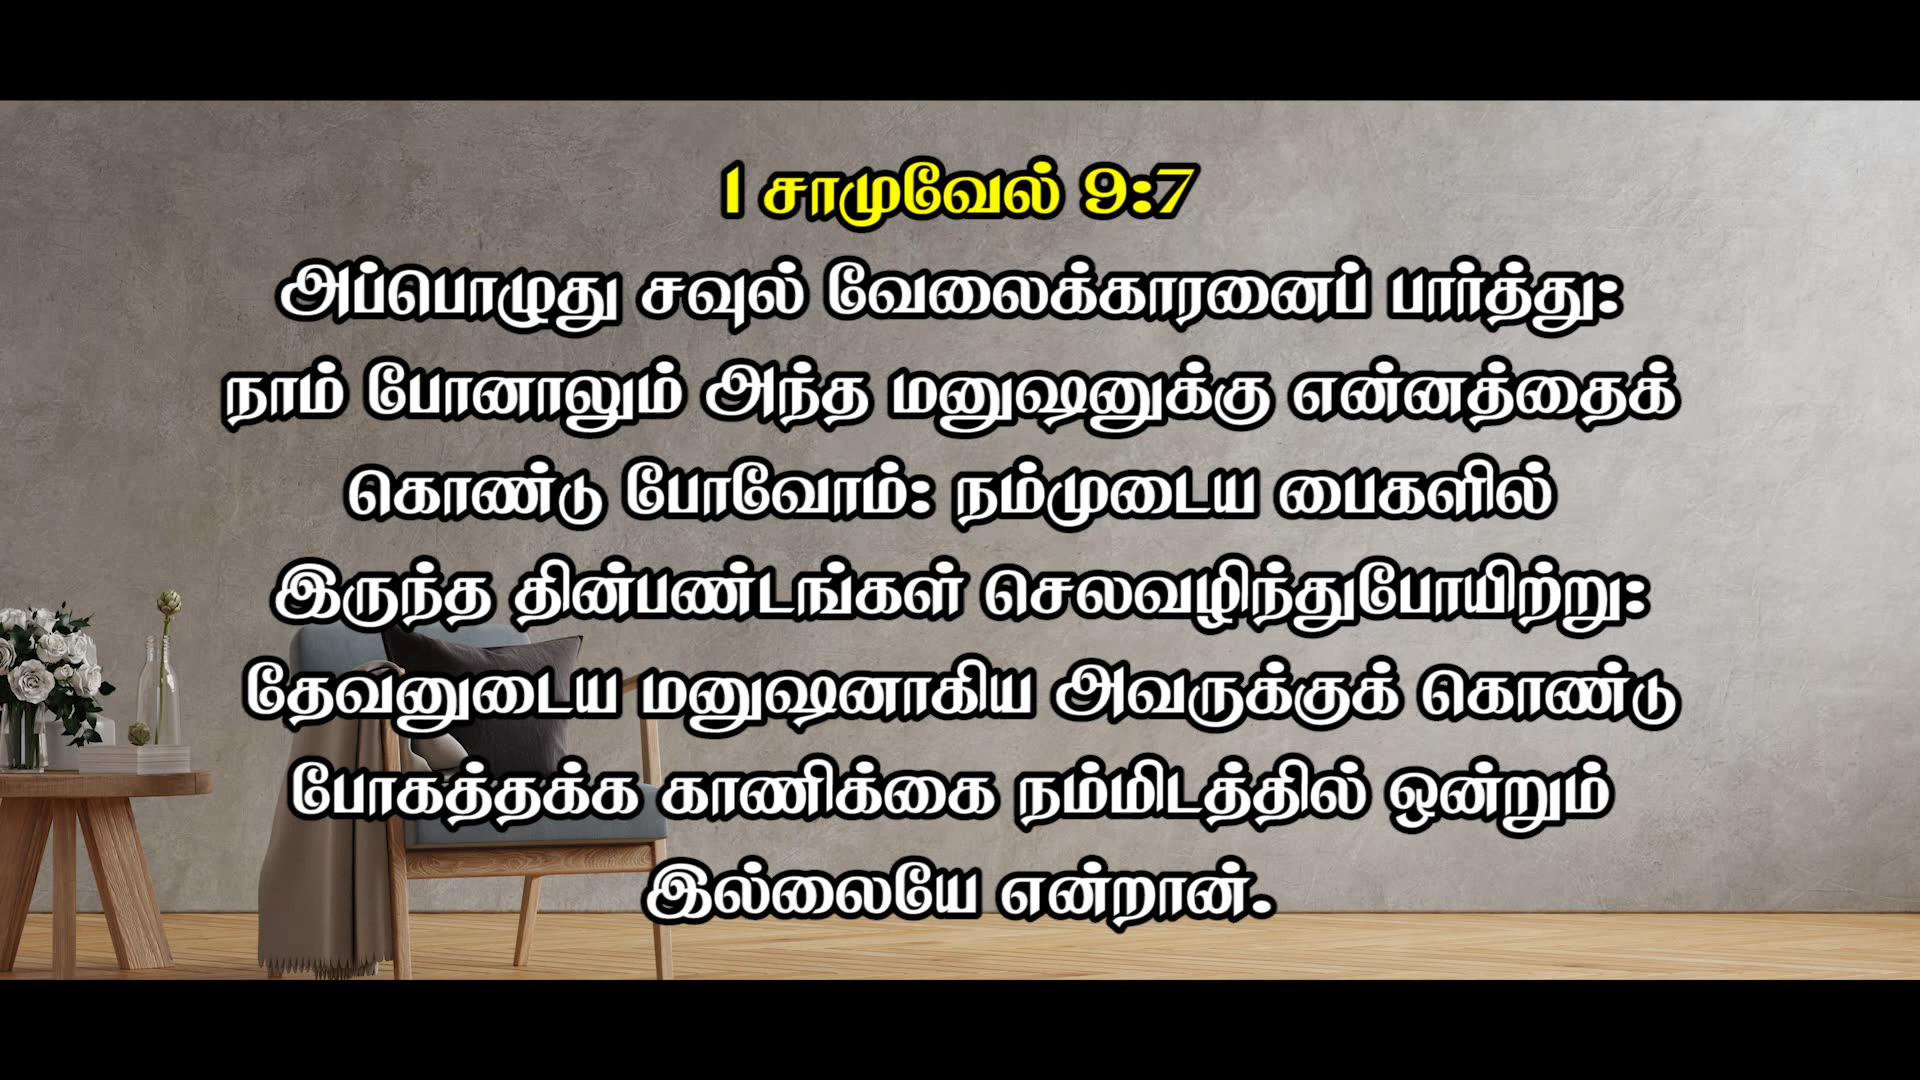 1 சாமுவேல் 9:7
அப்பொழுது சவுல் வேலைக்காரனைப் பார்த்து:
நாம் போனாலும் அந்த மனுஷனுக்கு என்னத்தைக்
கொண்டு போவோம்: நம்முடைய பைகளில்
இருந்த தின்பண்டங்கள் செலவழிந்துபோயிற்று:
தேவனுடைய மனுஷனாகிய அவருக்குக் கொண்டு
போகத்தக்க காணிக்கை நம்மிடத்தில் ஒன்றும்
இல்லையே என்றான்.